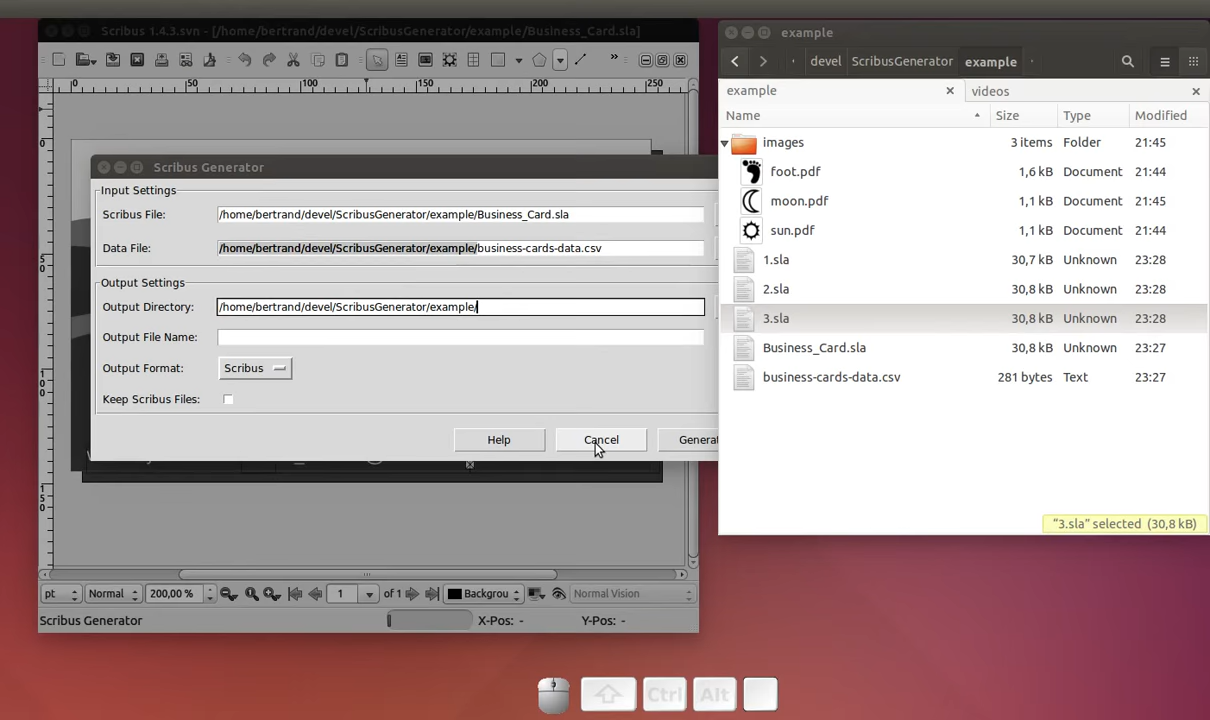 Scribus 1.4.3.svn - [/home/bertrand/devel/ScribusGenerator/example/Business_Card.sla]
0 50 100 150 200 250
Scribus Generator
Input Settings
Scribus File: /home/bertrand/devel/ScribusGenerator/example/Business_Card.sla
Data File: /home/bertrand/devel/ScribusGenerator/example/business-cards-data.csv
Output Settings
Output Directory: /home/bertrand/devel/ScribusGenerator/example/
Output File Name:
Output Format: Scribus
Keep Scribus Files:
Help Cancel Generat
pt Normal 200,00 % 1 of 1 Backgrou Normal Vision
Scribus Generator X-Pos: - Y-Pos: -
example
devel ScribusGenerator example
example videos
Name Size Type Modified
images 3 items Folder 21:45
foot.pdf 1,6 kB Document 21:44
moon.pdf 1,1 kB Document 21:45
sun.pdf 1,1 kB Document 21:44
1.sla 30,7 kB Unknown 23:28
2.sla 30,8 kB Unknown 23:28
3.sla 30,8 kB Unknown 23:28
Business_Card.sla 30,8 kB Unknown 23:27
business-cards-data.csv 281 bytes Text 23:27
“3.sla” selected (30,8 kB)
Ctrl Alt